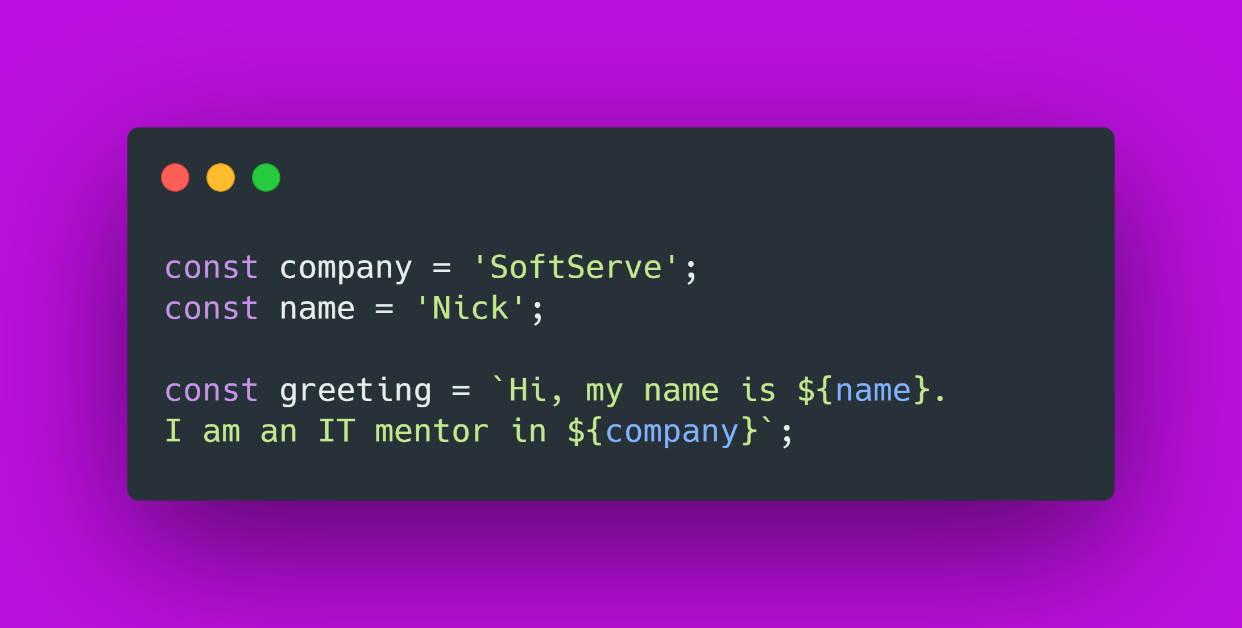 const company = 'SoftServe';
const name = 'Nick';
const greeting = `Hi, my name is ${name}.
I am an IT mentor in ${company}`;